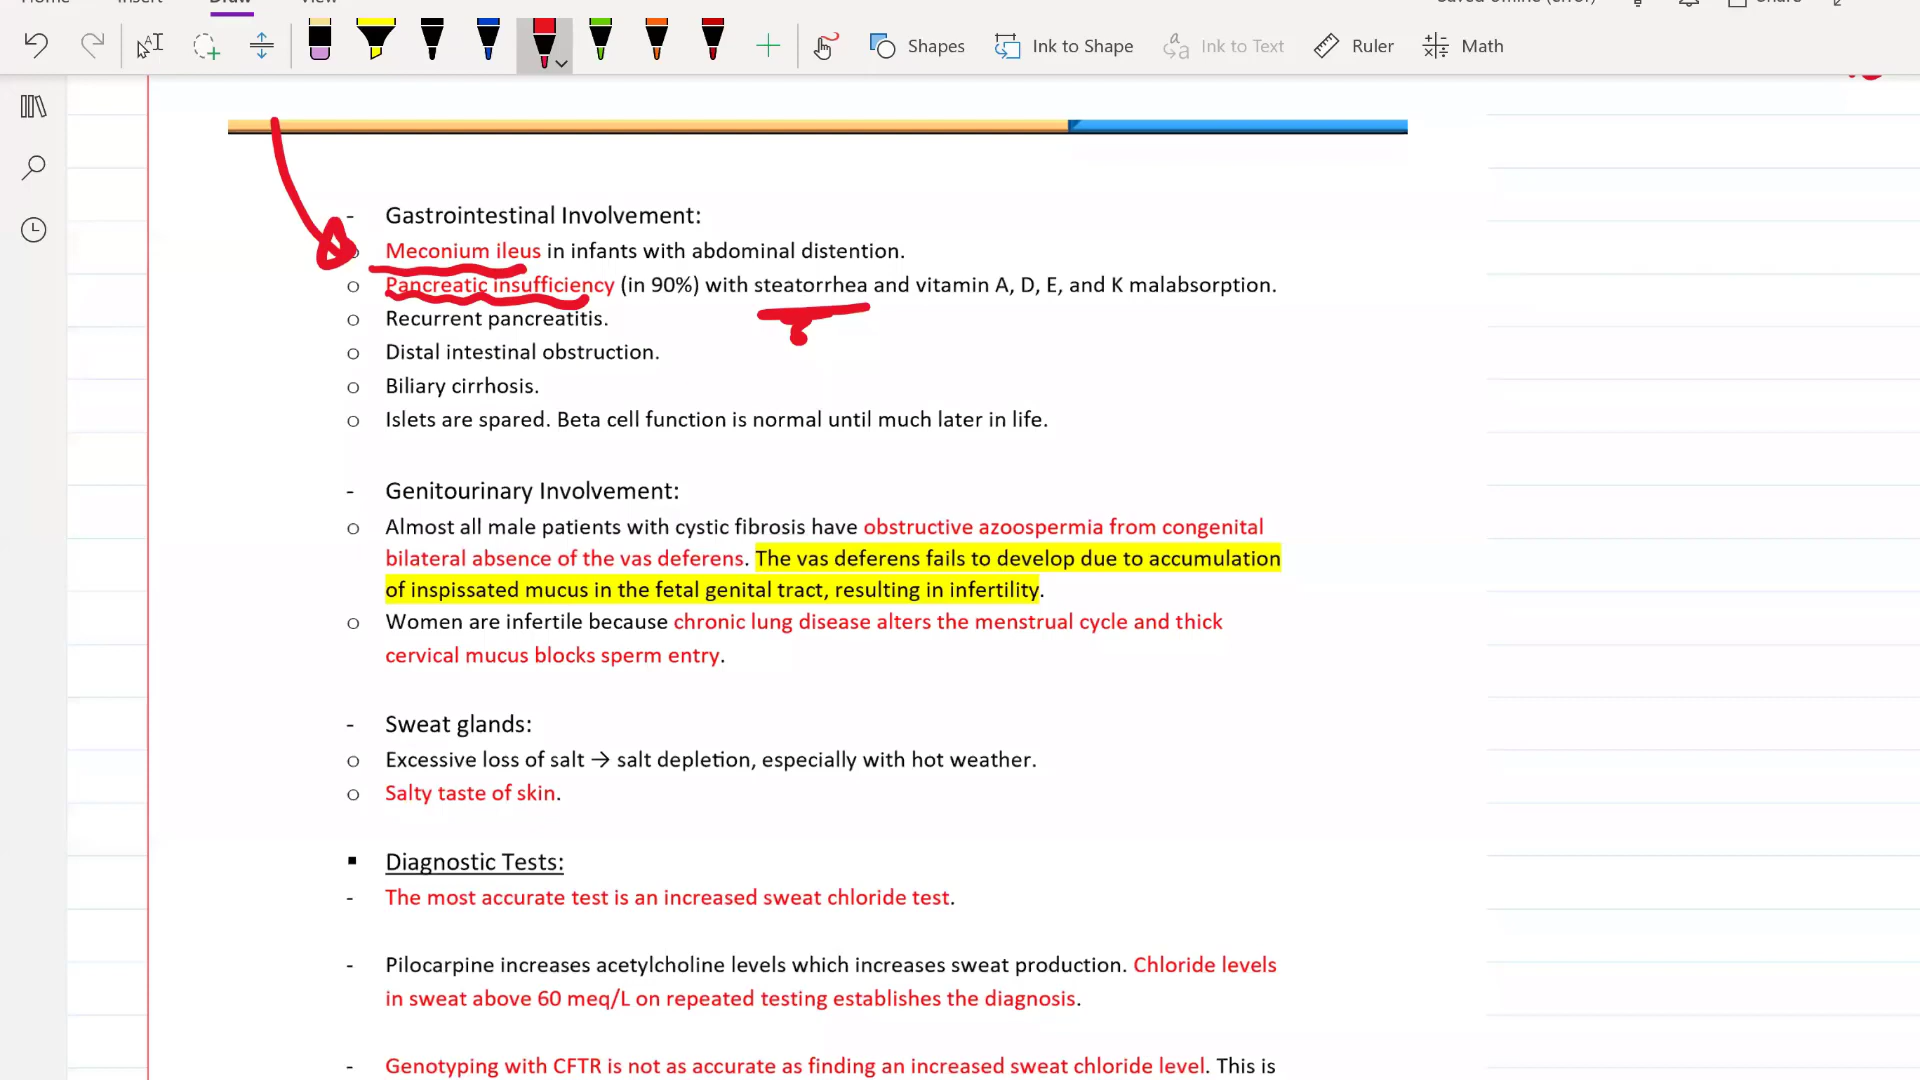 Shapes Ink to Shape Ink to Text Ruler Math
- Gastrointestinal Involvement:
Meconium ileus in infants with abdominal distention.
o Pancreatic insufficiency (in 90%) with steatorrhea and vitamin A, D, E, and K malabsorption.
o Recurrent pancreatitis.
o Distal intestinal obstruction.
o Biliary cirrhosis.
o Islets are spared. Beta cell function is normal until much later in life.
- Genitourinary Involvement:
o Almost all male patients with cystic fibrosis have obstructive azoospermia from congenital
bilateral absence of the vas deferens. The vas deferens fails to develop due to accumulation
of inspissated mucus in the fetal genital tract, resulting in infertility.
o Women are infertile because chronic lung disease alters the menstrual cycle and thick
cervical mucus blocks sperm entry.
- Sweat glands:
o Excessive loss of salt → salt depletion, especially with hot weather.
o Salty taste of skin.
▪ Diagnostic Tests:
- The most accurate test is an increased sweat chloride test.
- Pilocarpine increases acetylcholine levels which increases sweat production. Chloride levels
in sweat above 60 meq/L on repeated testing establishes the diagnosis.
- Genotyping with CFTR is not as accurate as finding an increased sweat chloride level. This is